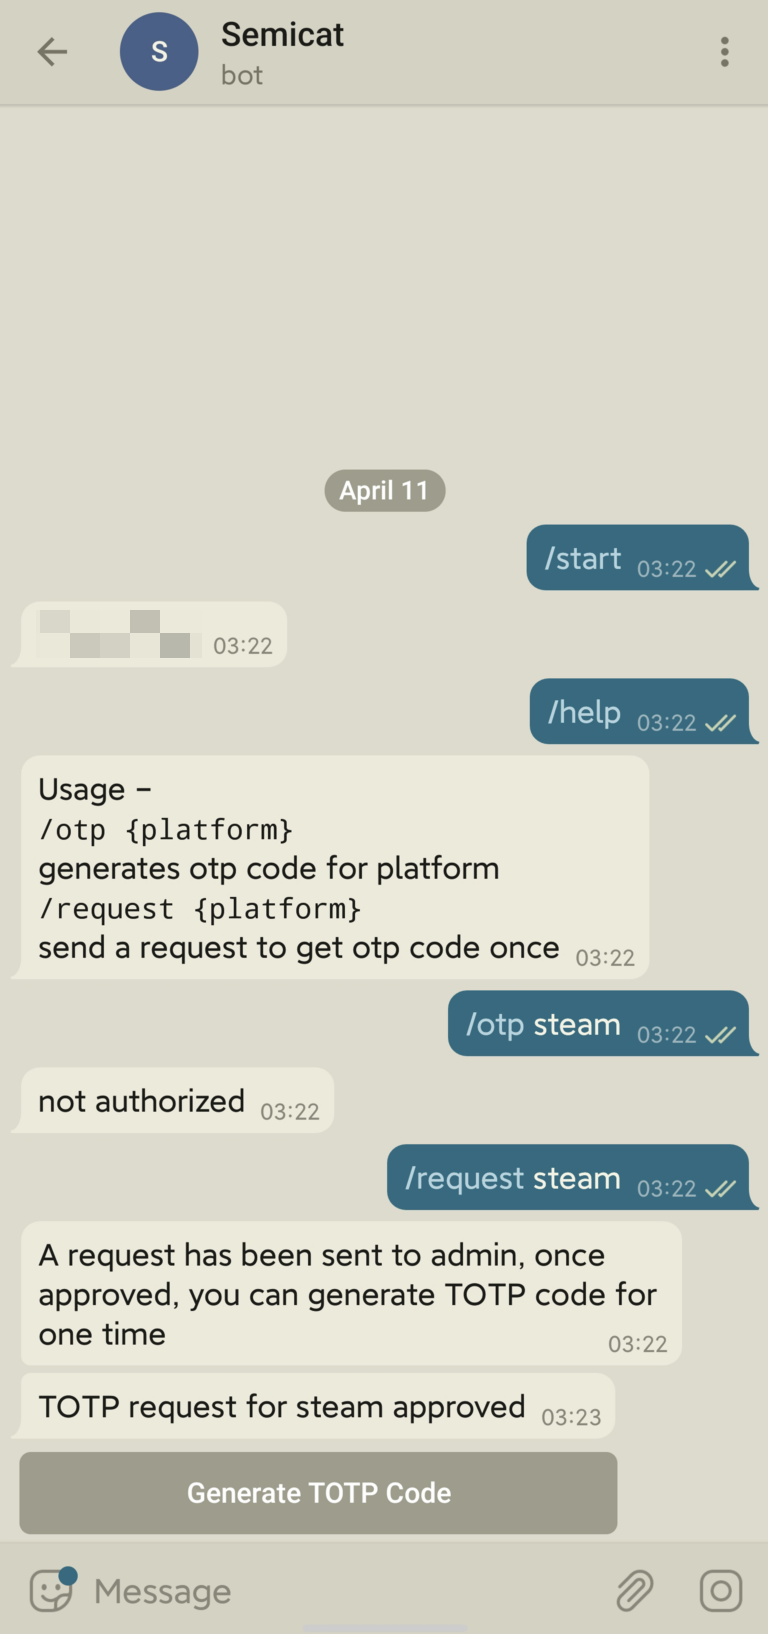 S
Semicat
bot
April 11
/start 03:22
03:22
/help 03:22
Usage –
/otp {platform}
generates otp code for platform
/request {platform}
send a request to get otp code once 03:22
/otp steam 03:22
not authorized 03:22
/request steam 03:22
A request has been sent to admin, once
approved, you can generate TOTP code for
one time 03:22
TOTP request for steam approved 03:23
Generate TOTP Code
Message